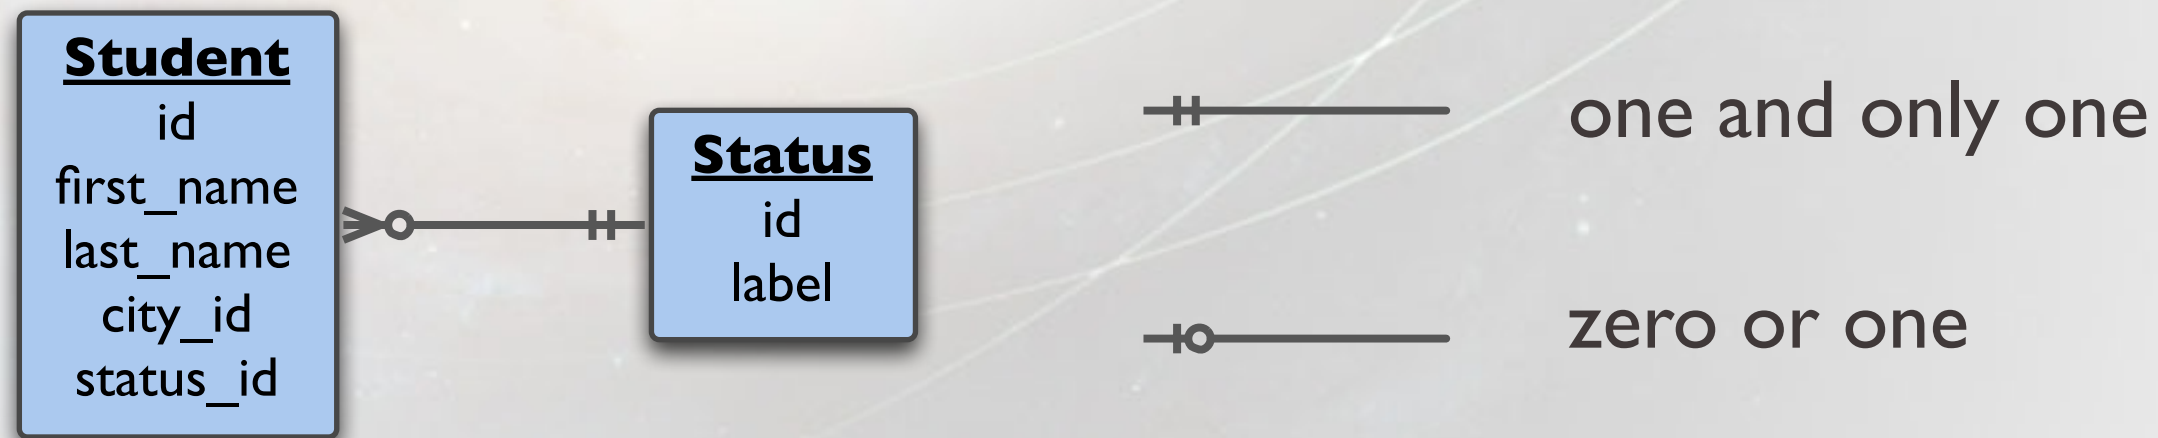 Student
id
first_name
last_name
city_id
status_id
Status
id
label
one and only one
zero or one